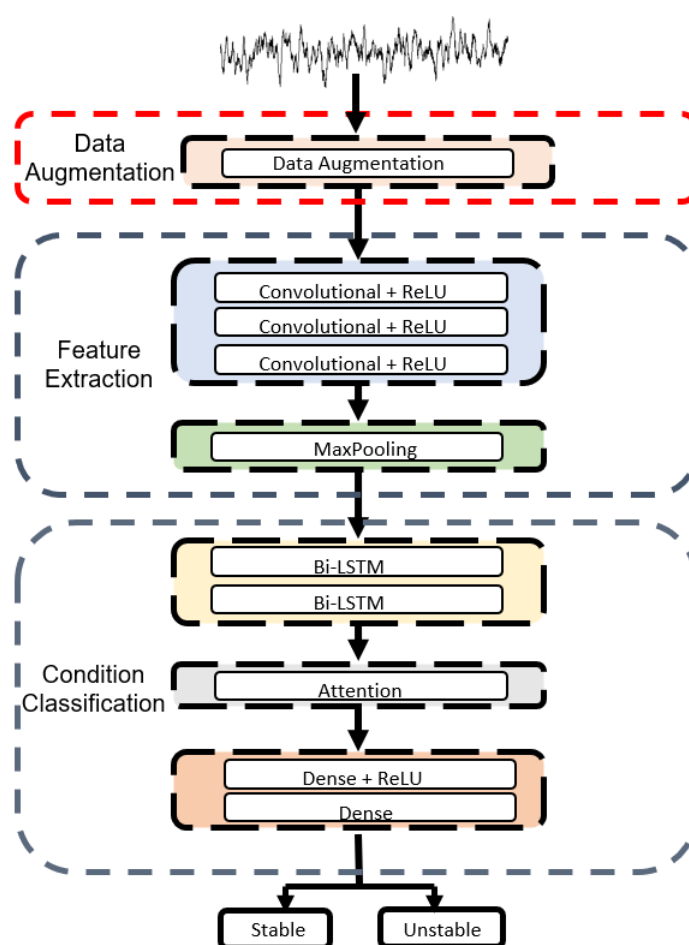 Data
Augmentation
Data Augmentation
Convolutional + ReLU
Convolutional + ReLU
Feature
Extraction
Convolutional + ReLU
MaxPooling
Bi-LSTM
Bi-LSTM
Condition
Classification
Attention
Dense + ReLU
Dense
Stable
Unstable